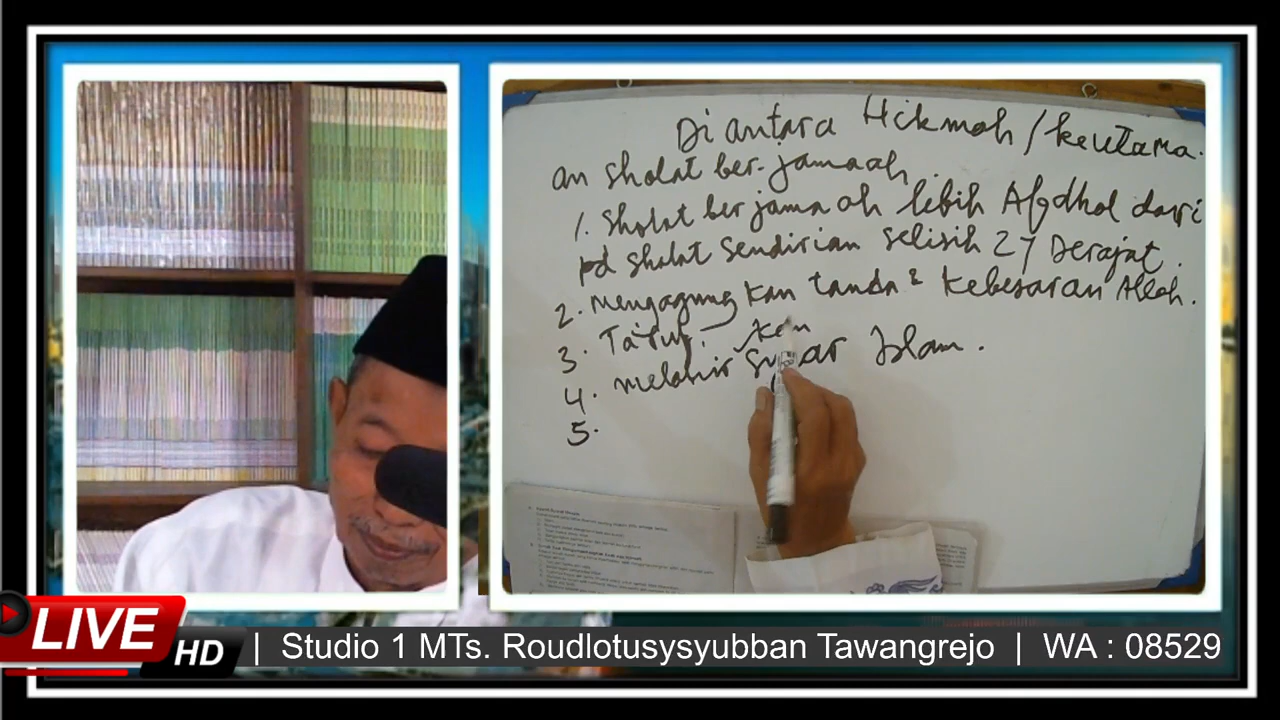 Di antara Hikmah / keutama.
an sholat ber-jamaah.
1. Sholat berjamaah lebih Afdhol dari
pd sholat sendirian selisih 27 Derajat.
2. Mengagungkan tanda² kebesaran Allah.
3. Ta'aruf.
kan
4. melahir syiar Islam.
5.
LIVE
HD
| Studio 1 MTs. Roudlotusysyubban Tawangrejo | WA : 08529